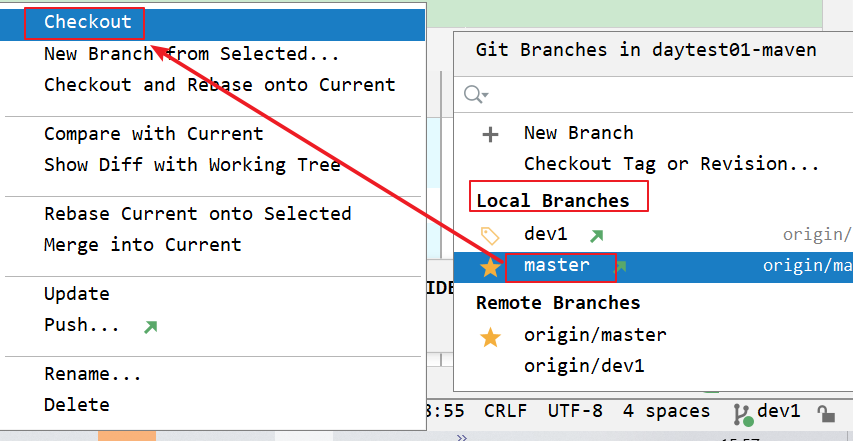 Checkout
New Branch from Selected...
Checkout and Rebase onto Current
Compare with Current
Show Diff with Working Tree
Rebase Current onto Selected
Merge into Current
Update
Push...
Rename...
Delete
Git Branches in daytest01-maven
New Branch
Checkout Tag or Revision...
Local Branches
dev1 origin/
master origin/ma
Remote Branches
origin/master
origin/dev1
IDE
:55 CRLF UTF-8 4 spaces dev1